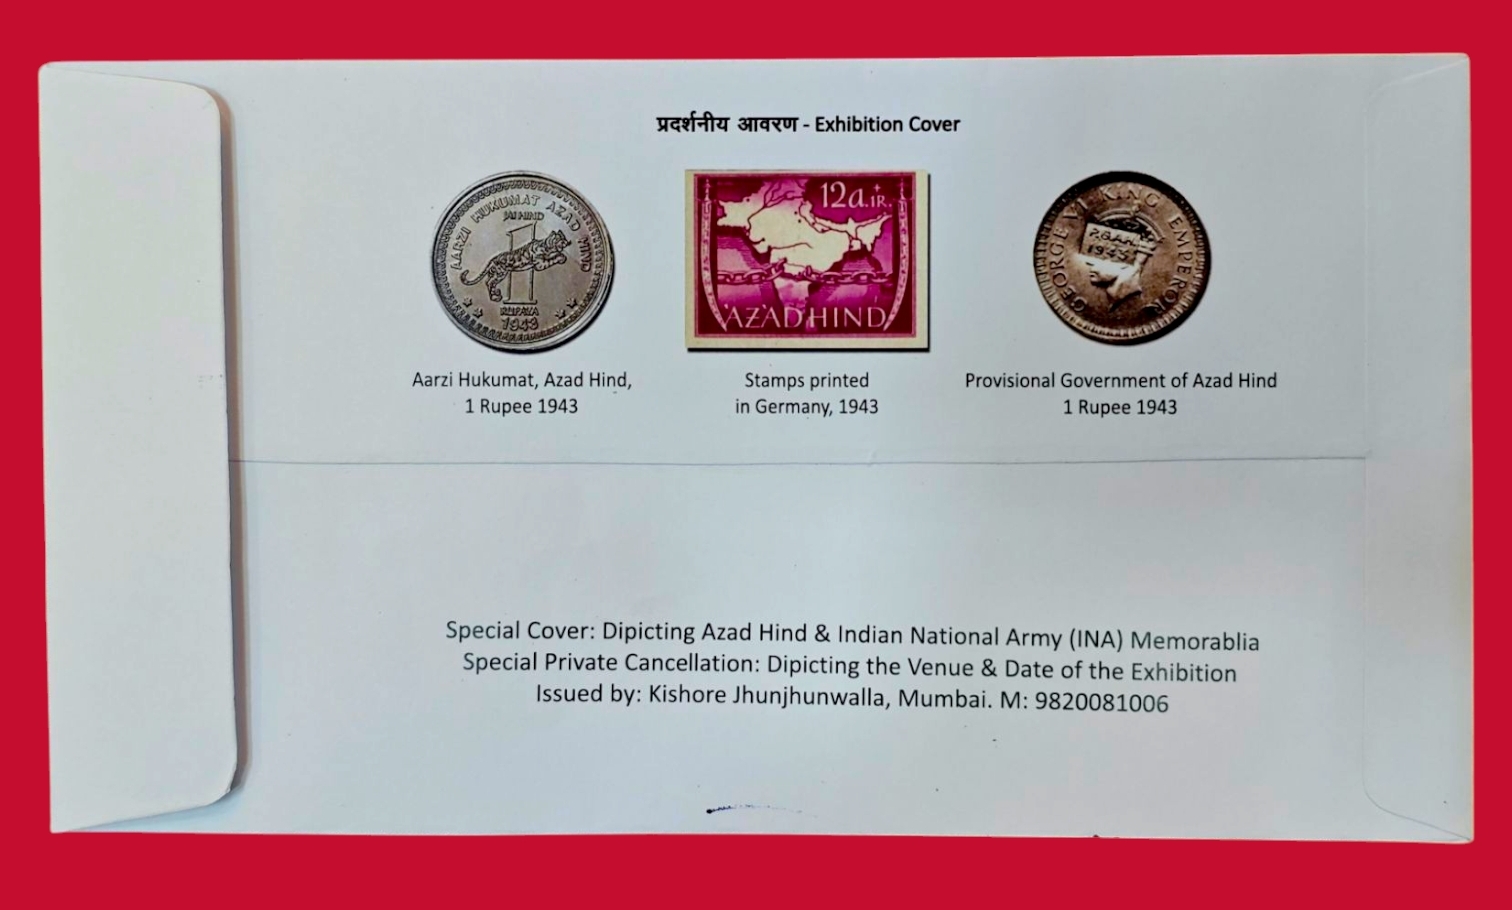 प्रदर्शनीय आवरण - Exhibition Cover
AARZI HUKUMAT AZAD HIND
JAI HIND
1
RUPAYA
1943
12a.+1R.
AZAD HIND
GEORGE VI KING EMPEROR
1943
Aarzi Hukumat, Azad Hind,
1 Rupee 1943
Stamps printed
in Germany, 1943
Provisional Government of Azad Hind
1 Rupee 1943
Special Cover: Dipicting Azad Hind & Indian National Army (INA) Memorablia
Special Private Cancellation: Dipicting the Venue & Date of the Exhibition
Issued by: Kishore Jhunjhunwalla, Mumbai. M: 9820081006